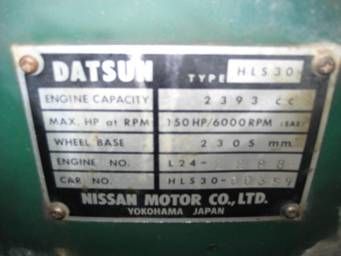 DATSUN TYPE HLS30
ENGINE CAPACITY 2393 cc
MAX. HP at RPM 150HP/6000RPM (SAE)
WHEEL BASE 2305 mm
ENGINE NO. L24-
CAR NO. HLS30-
NISSAN MOTOR CO., LTD.
YOKOHAMA JAPAN